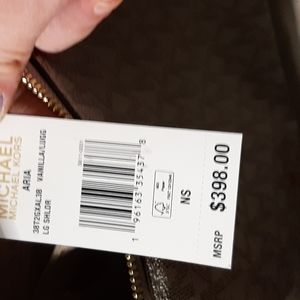 MICHAEL
MICHAEL KORS
ARIA
38T2GXAL3B VANILLA/LUGG
LG SHLDR
NS
MSRP $398.00